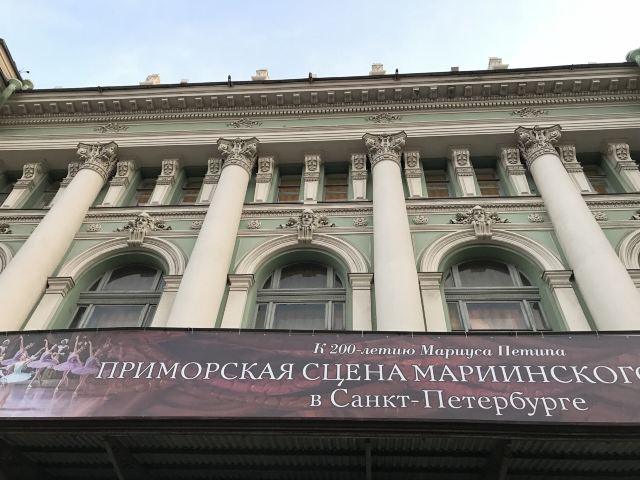 К 200-летию Мариуса Петипа
ПРИМОРСКАЯ СЦЕНА МАРИИНСКОГО
в Санкт-Петербурге